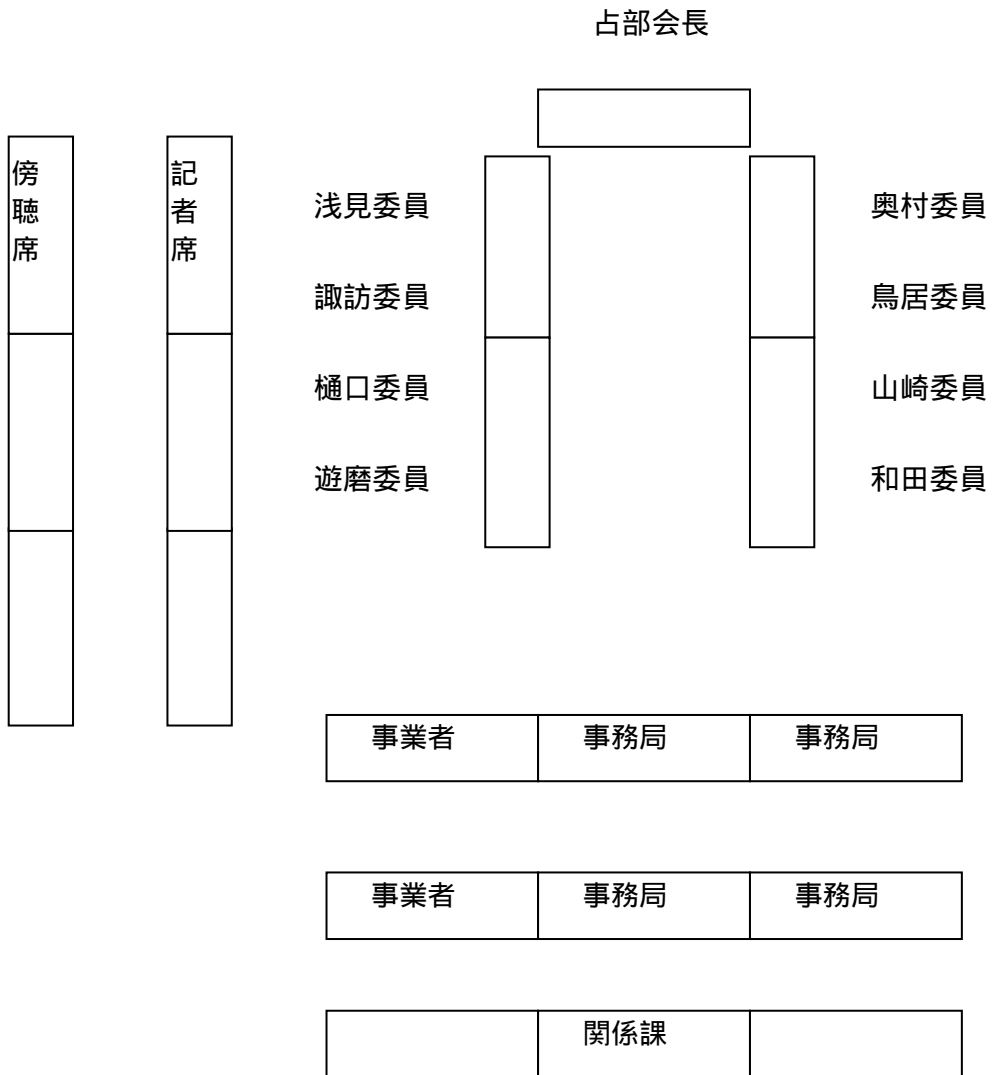 占部会長
傍聴席
記者席
浅見委員
奥村委員
諏訪委員
鳥居委員
樋口委員
山崎委員
遊磨委員
和田委員
事業者 事務局 事務局
事業者 事務局 事務局
関係課